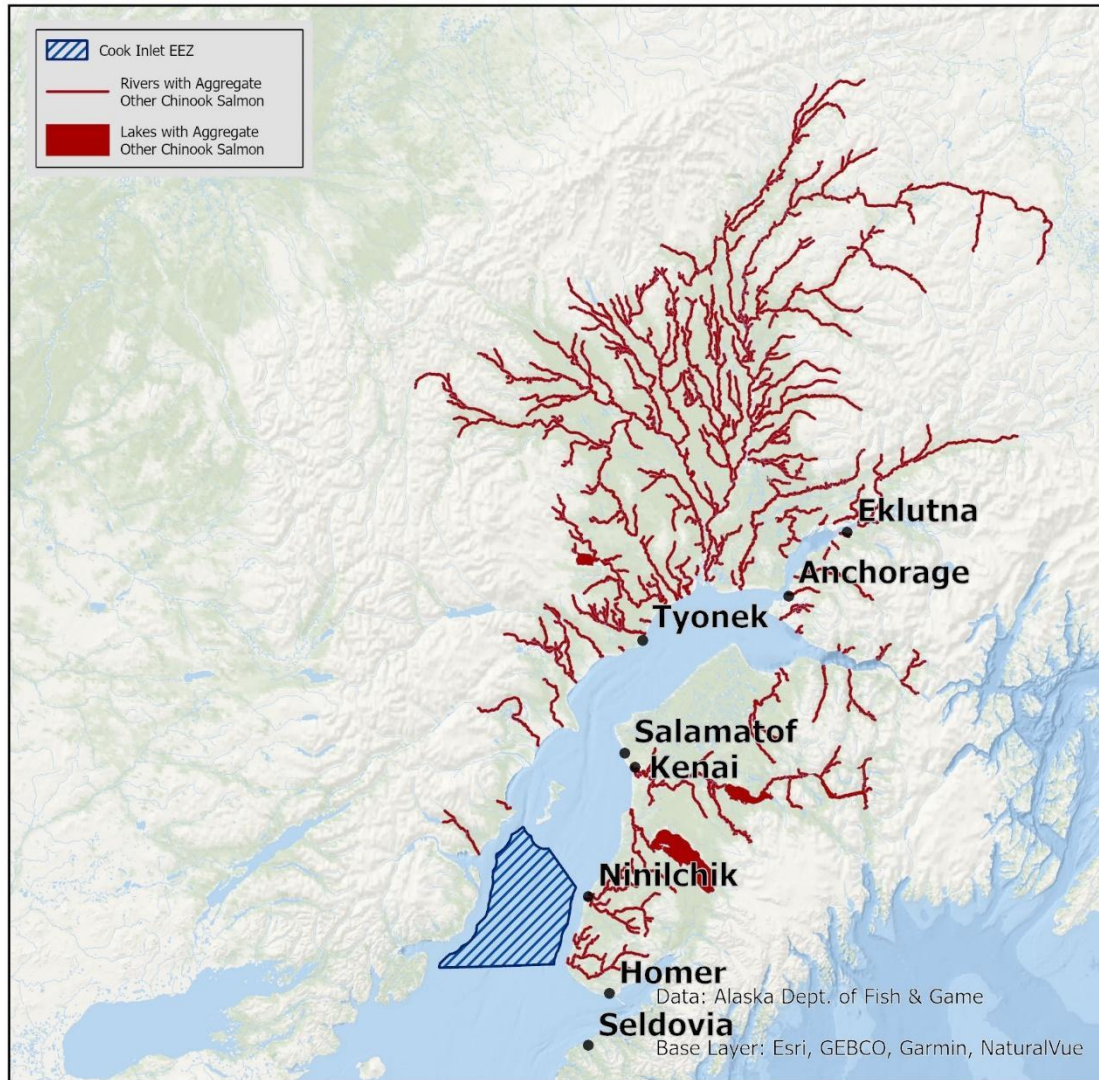 Cook Inlet EEZ
Rivers with Aggregate
Other Chinook Salmon
Lakes with Aggregate
Other Chinook Salmon
Eklutna
Anchorage
Tyonek
Salamatof
Kenai
Ninilchik
Homer
Data: Alaska Dept. of Fish & Game
Seldovia
Base Layer: Esri, GEBCO, Garmin, NaturalVue